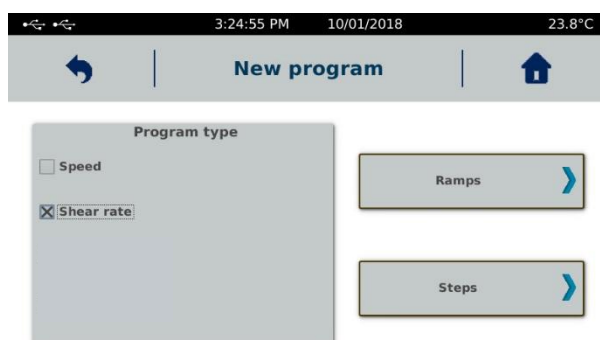 3:24:55 PM 10/01/2018 23.8°C
New program
Program type
Speed
Shear rate
Ramps
Steps